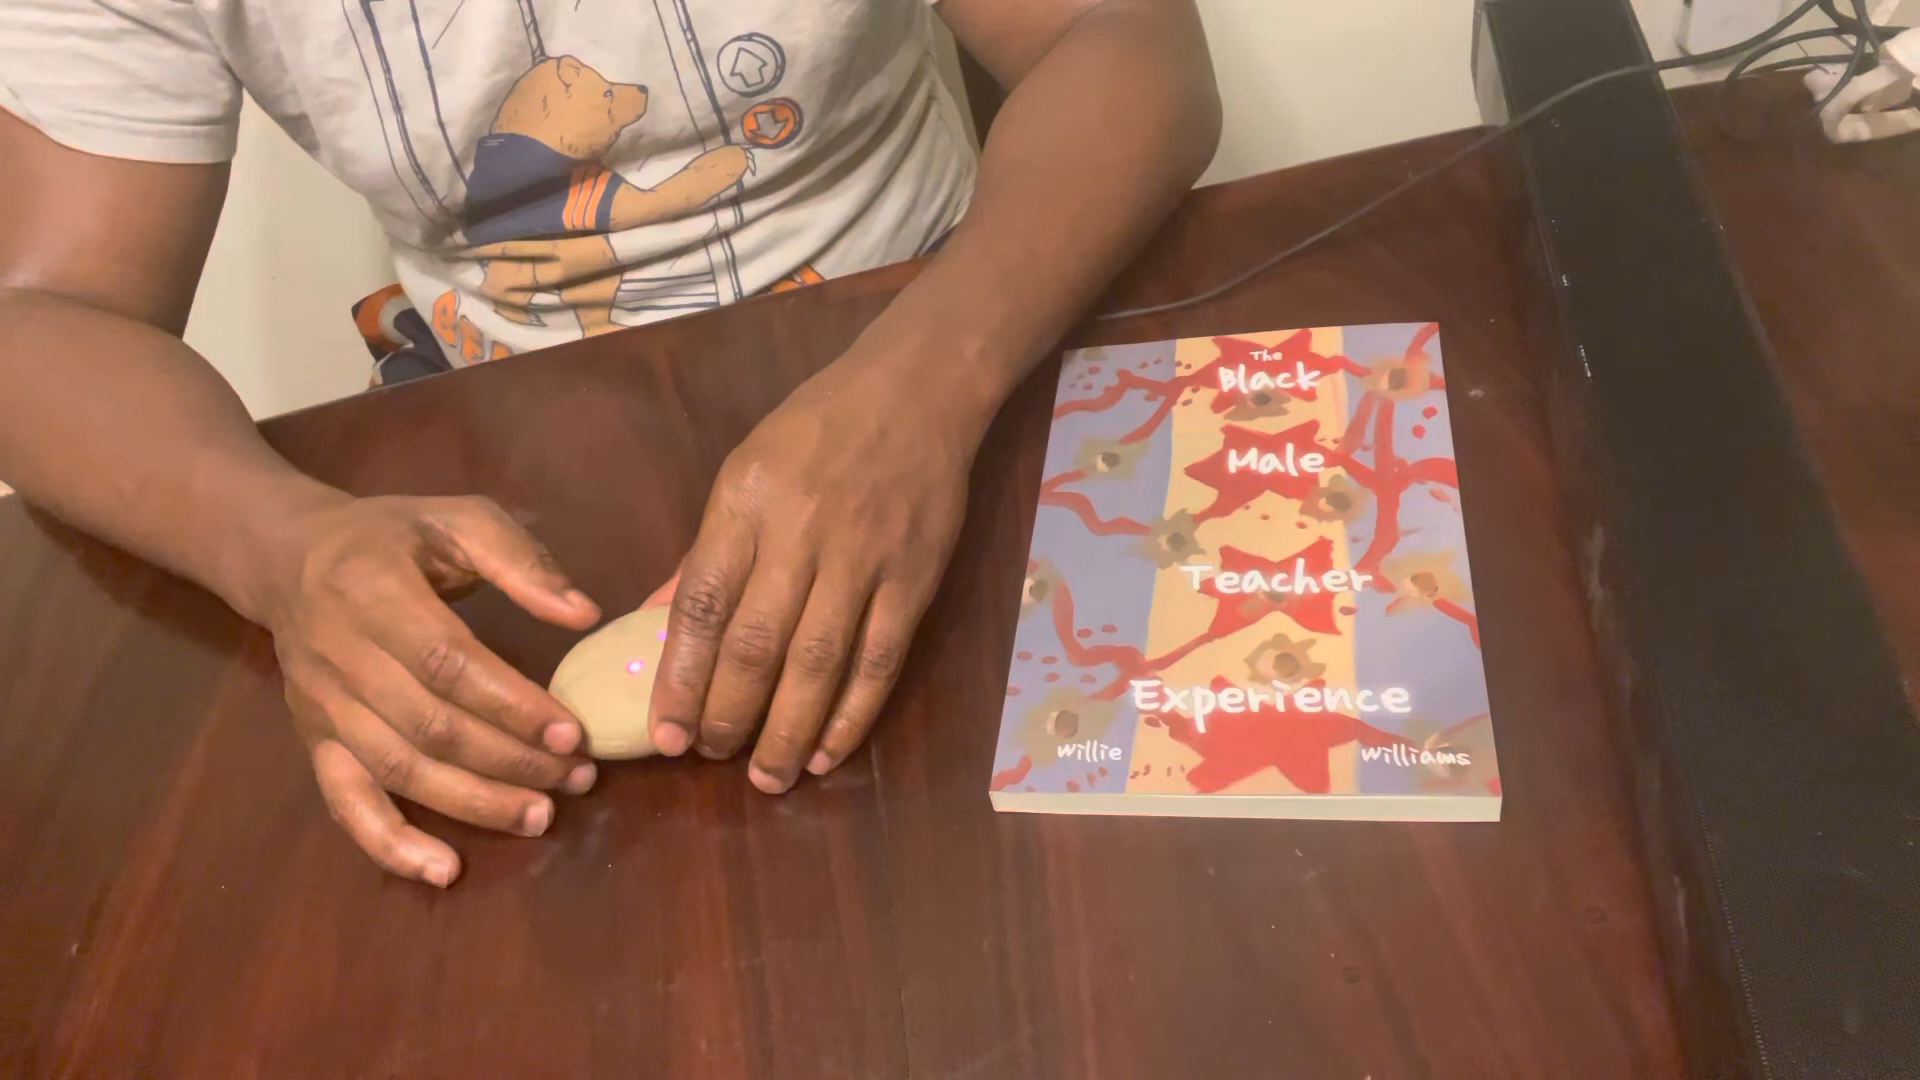 The
Black
Male
Teacher
Experience
willie williams